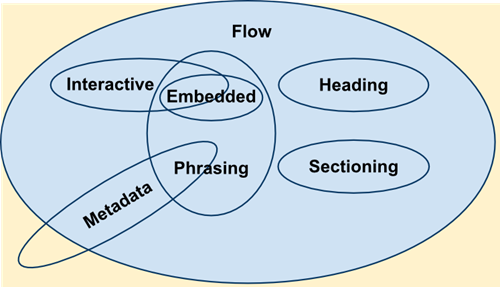 Flow
Interactive
Heading
Embedded
Phrasing
Sectioning
Metadata